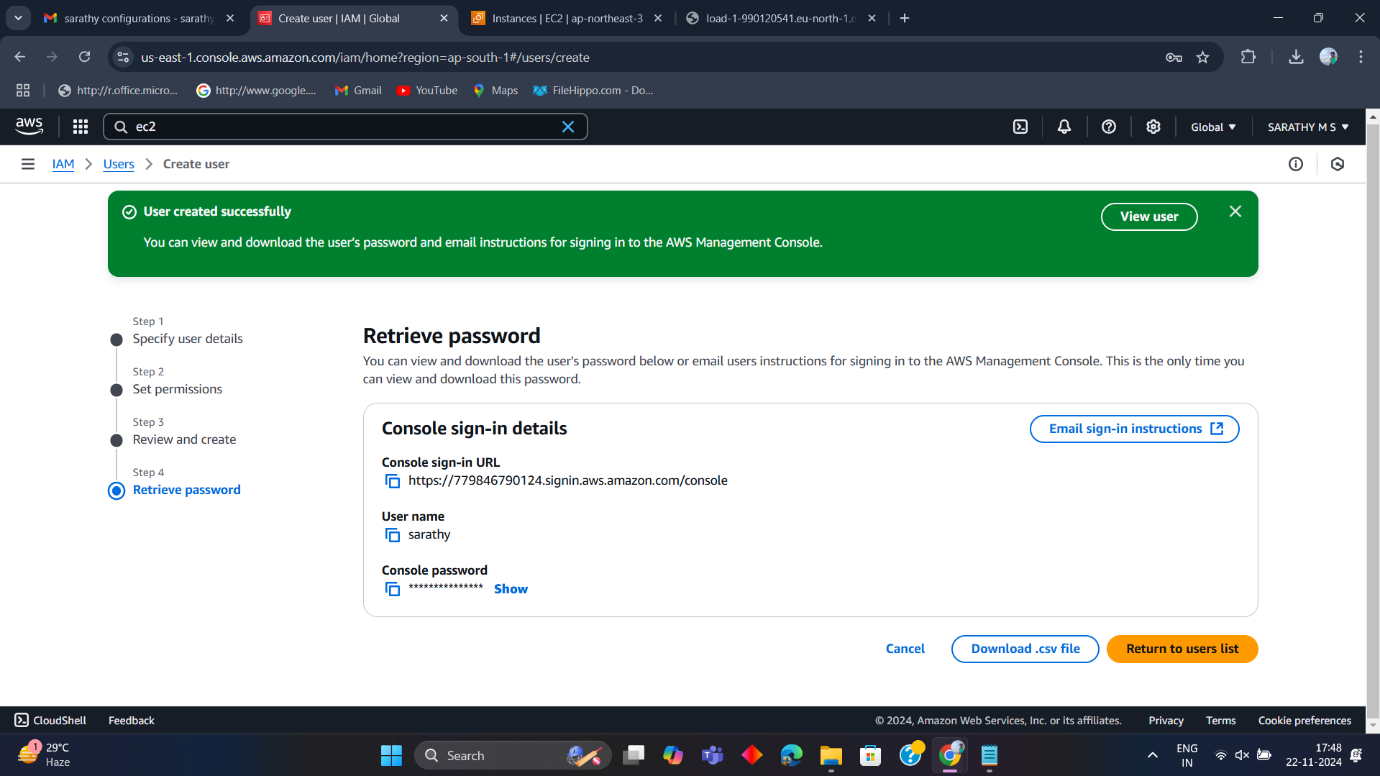 sarathy configurations - sarathy
Create user | IAM | Global
Instances | EC2 | ap-northeast-3
load-1-990120541.eu-north-1.e
us-east-1.console.aws.amazon.com/iam/home?region=ap-south-1#/users/create
http://r.office.micro...
http://www.google....
Gmail
YouTube
Maps
FileHippo.com - Do...
aws
ec2
Global
SARATHY M S
IAM
Users
Create user
User created successfully
You can view and download the user's password and email instructions for signing in to the AWS Management Console.
View user
Step 1
Specify user details
Step 2
Set permissions
Step 3
Review and create
Step 4
Retrieve password
Retrieve password
You can view and download the user's password below or email users instructions for signing in to the AWS Management Console. This is the only time you
can view and download this password.
Console sign-in details
Email sign-in instructions
Console sign-in URL
https://779846790124.signin.aws.amazon.com/console
User name
sarathy
Console password
*************** Show
Cancel
Download .csv file
Return to users list
CloudShell
Feedback
© 2024, Amazon Web Services, Inc. or its affiliates.
Privacy
Terms
Cookie preferences
1
29°C
Haze
Search
ENG
IN
17:48
22-11-2024